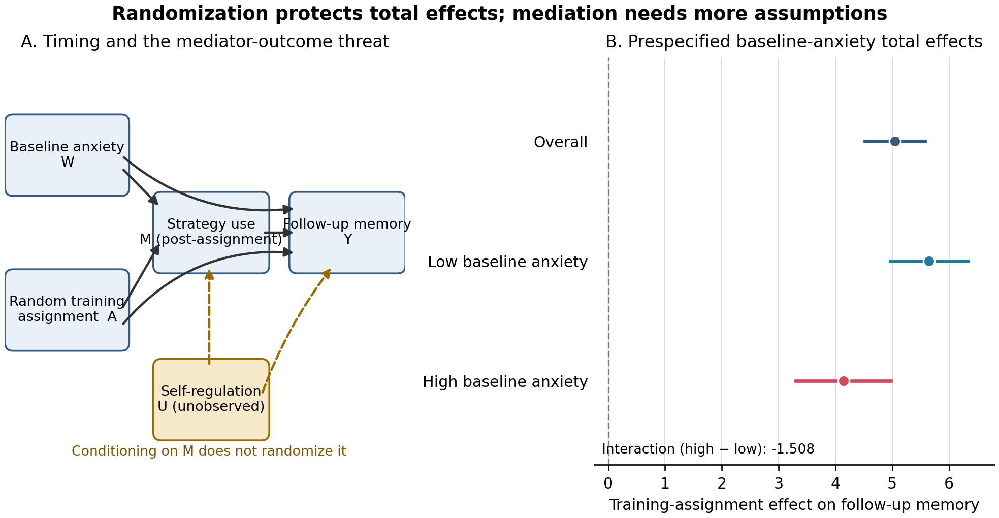 Randomization protects total effects; mediation needs more assumptions
A. Timing and the mediator-outcome threat
Baseline anxiety
W
Strategy use
M (post-assignment)
Follow-up memory
Y
Random training
assignment  A
Self-regulation
U (unobserved)
Conditioning on M does not randomize it
B. Prespecified baseline-anxiety total effects
Overall
Low baseline anxiety
High baseline anxiety
Interaction (high − low): -1.508
0 1 2 3 4 5 6
Training-assignment effect on follow-up memory